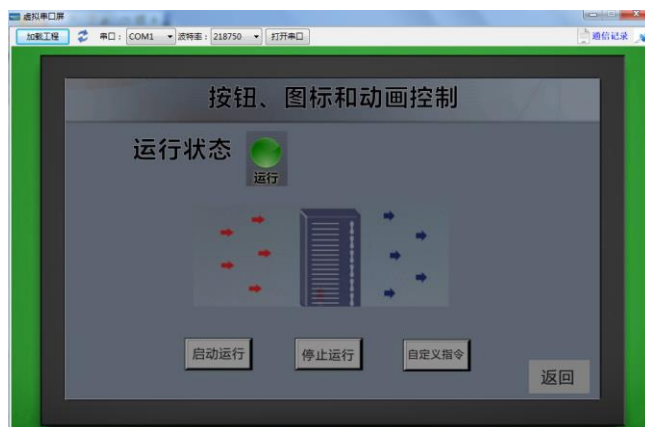 虚拟串口屏
加载工程 串口: COM1 波特率: 218750 打开串口 通信记录
按钮、图标和动画控制
运行状态
运行
启动运行 停止运行 自定义指令
返回